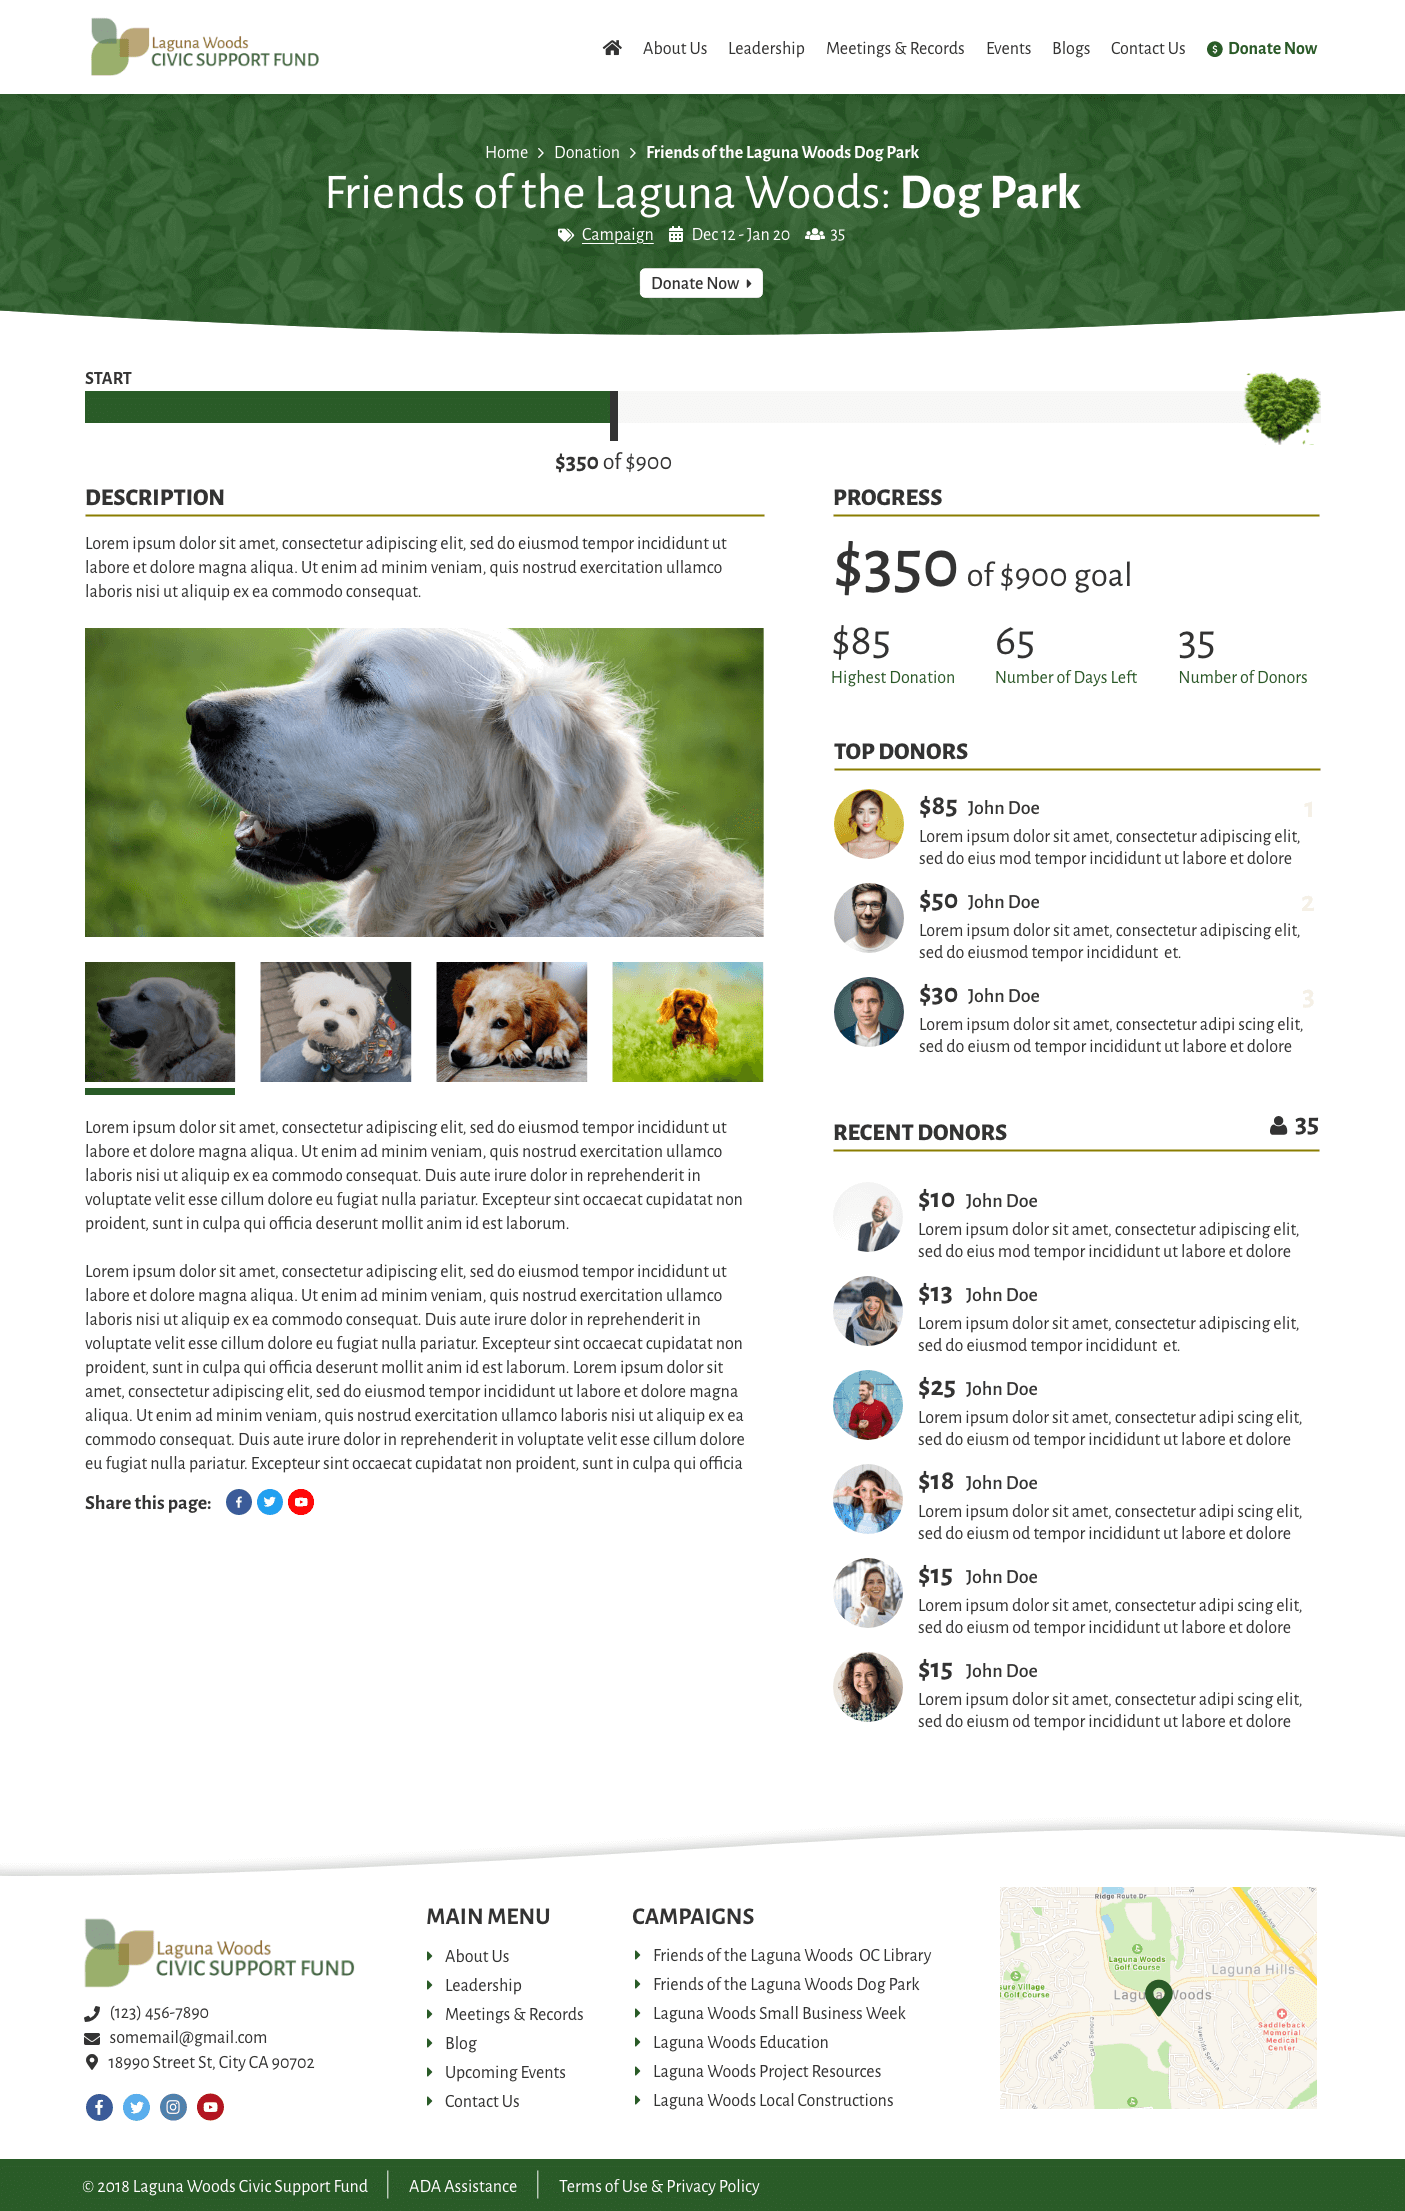 Laguna Woods
CIVIC SUPPORT FUND
About Us Leadership Meetings & Records Events Blogs Contact Us $ Donate Now
Home > Donation > Friends of the Laguna Woods Dog Park
Friends of the Laguna Woods: Dog Park
Campaign Dec 12 - Jan 20 35
Donate Now
START
$350 of $900
DESCRIPTION
Lorem ipsum dolor sit amet, consectetur adipiscing elit, sed do eiusmod tempor incididunt ut
labore et dolore magna aliqua. Ut enim ad minim veniam, quis nostrud exercitation ullamco
laboris nisi ut aliquip ex ea commodo consequat.
Lorem ipsum dolor sit amet, consectetur adipiscing elit, sed do eiusmod tempor incididunt ut
labore et dolore magna aliqua. Ut enim ad minim veniam, quis nostrud exercitation ullamco
laboris nisi ut aliquip ex ea commodo consequat. Duis aute irure dolor in reprehenderit in
voluptate velit esse cillum dolore eu fugiat nulla pariatur. Excepteur sint occaecat cupidatat non
proident, sunt in culpa qui officia deserunt mollit anim id est laborum.
Lorem ipsum dolor sit amet, consectetur adipiscing elit, sed do eiusmod tempor incididunt ut
labore et dolore magna aliqua. Ut enim ad minim veniam, quis nostrud exercitation ullamco
laboris nisi ut aliquip ex ea commodo consequat. Duis aute irure dolor in reprehenderit in
voluptate velit esse cillum dolore eu fugiat nulla pariatur. Excepteur sint occaecat cupidatat non
proident, sunt in culpa qui officia deserunt mollit anim id est laborum. Lorem ipsum dolor sit
amet, consectetur adipiscing elit, sed do eiusmod tempor incididunt ut labore et dolore magna
aliqua. Ut enim ad minim veniam, quis nostrud exercitation ullamco laboris nisi ut aliquip ex ea
commodo consequat. Duis aute irure dolor in reprehenderit in voluptate velit esse cillum dolore
eu fugiat nulla pariatur. Excepteur sint occaecat cupidatat non proident, sunt in culpa qui officia
Share this page:
PROGRESS
$350 of $900 goal
$85 65 35
Highest Donation Number of Days Left Number of Donors
TOP DONORS
$85 John Doe 1
Lorem ipsum dolor sit amet, consectetur adipiscing elit,
sed do eius mod tempor incididunt ut labore et dolore
$50 John Doe 2
Lorem ipsum dolor sit amet, consectetur adipiscing elit,
sed do eiusmod tempor incididunt et.
$30 John Doe 3
Lorem ipsum dolor sit amet, consectetur adipi scing elit,
sed do eiusm od tempor incididunt ut labore et dolore
RECENT DONORS 35
$10 John Doe
Lorem ipsum dolor sit amet, consectetur adipiscing elit,
sed do eius mod tempor incididunt ut labore et dolore
$13 John Doe
Lorem ipsum dolor sit amet, consectetur adipiscing elit,
sed do eiusmod tempor incididunt et.
$25 John Doe
Lorem ipsum dolor sit amet, consectetur adipi scing elit,
sed do eiusm od tempor incididunt ut labore et dolore
$18 John Doe
Lorem ipsum dolor sit amet, consectetur adipi scing elit,
sed do eiusm od tempor incididunt ut labore et dolore
$15 John Doe
Lorem ipsum dolor sit amet, consectetur adipi scing elit,
sed do eiusm od tempor incididunt ut labore et dolore
$15 John Doe
Lorem ipsum dolor sit amet, consectetur adipi scing elit,
sed do eiusm od tempor incididunt ut labore et dolore
Laguna Woods
CIVIC SUPPORT FUND
(123) 456-7890
somemail@gmail.com
18990 Street St, City CA 90702
MAIN MENU
About Us
Leadership
Meetings & Records
Blog
Upcoming Events
Contact Us
CAMPAIGNS
Friends of the Laguna Woods OC Library
Friends of the Laguna Woods Dog Park
Laguna Woods Small Business Week
Laguna Woods Education
Laguna Woods Project Resources
Laguna Woods Local Constructions
Ridge Route Dr
Laguna Woods
Golf Course
Laguna Hills
sure Village
Golf Course
Woods
Saddleback
Memorial
Medical
Center
Calle Sonora
Avenida Sevilla
© 2018 Laguna Woods Civic Support Fund ADA Assistance Terms of Use & Privacy Policy